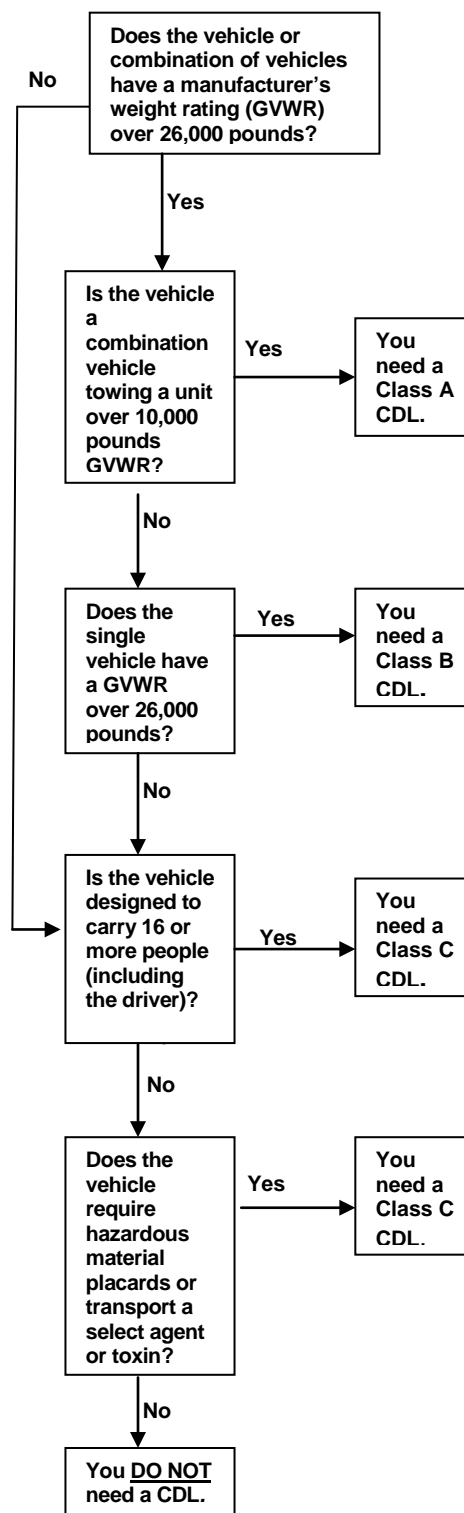 Does the vehicle or
combination of vehicles
have a manufacturer's
weight rating (GVWR)
over 26,000 pounds?
No
Yes
Is the vehicle
a
combination
vehicle
towing a unit
over 10,000
pounds
GVWR?
Yes
You
need a
Class A
CDL.
No
Does the
single
vehicle have
a GVWR
over 26,000
pounds?
Yes
You
need a
Class B
CDL.
No
Is the vehicle
designed to
carry 16 or
more people
(including
the driver)?
Yes
You
need a
Class C
CDL.
No
Does the
vehicle
require
hazardous
material
placards or
transport a
select agent
or toxin?
Yes
You
need a
Class C
CDL.
No
You DO NOT
need a CDL.